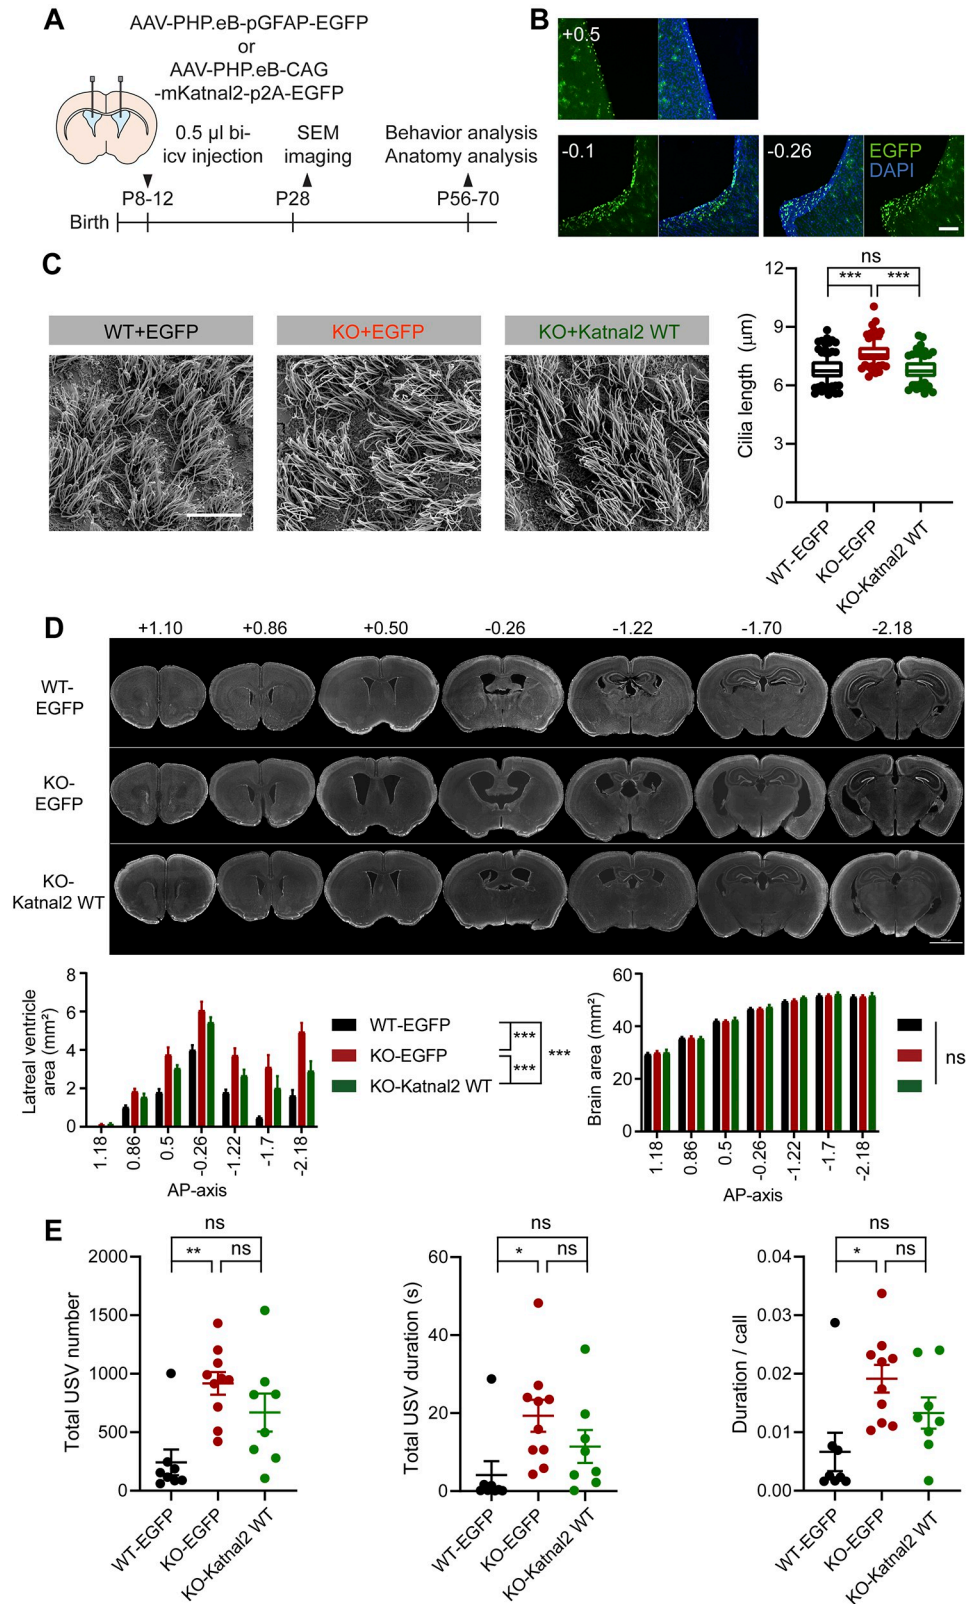 A
AAV-PHP.eB-pGFAP-EGFP
or
AAV-PHP.eB-CAG
-mKatnal2-p2A-EGFP
0.5 µl bi-
icv injection
SEM
imaging
Behavior analysis
Anatomy analysis
P8-12
P28
P56-70
Birth
B
+0.5
-0.1
-0.26
EGFP
DAPI
C
WT+EGFP
KO+EGFP
KO+Katnal2 WT
ns
*** ***
12
9
6
3
0
Cilia length (µm)
WT-EGFP
KO-EGFP
KO-Katnal2 WT
D
+1.10 +0.86 +0.50 -0.26 -1.22 -1.70 -2.18
WT-
EGFP
KO-
EGFP
KO-
Katnal2 WT
8
6
4
2
0
Latreal ventricle
area (mm²)
1.18 0.86 0.5 -0.26 -1.22 -1.7 -2.18
AP-axis
WT-EGFP
KO-EGFP
KO-Katnal2 WT
***
***
***
60
40
20
0
Brain area (mm²)
1.18 0.86 0.5 -0.26 -1.22 -1.7 -2.18
AP-axis
ns
E
ns
** ns
2000
1500
1000
500
0
Total USV number
WT-EGFP
KO-EGFP
KO-Katnal2 WT
ns
* ns
60
40
20
0
Total USV duration (s)
WT-EGFP
KO-EGFP
KO-Katnal2 WT
ns
* ns
0.04
0.03
0.02
0.01
0.00
Duration / call
WT-EGFP
KO-EGFP
KO-Katnal2 WT